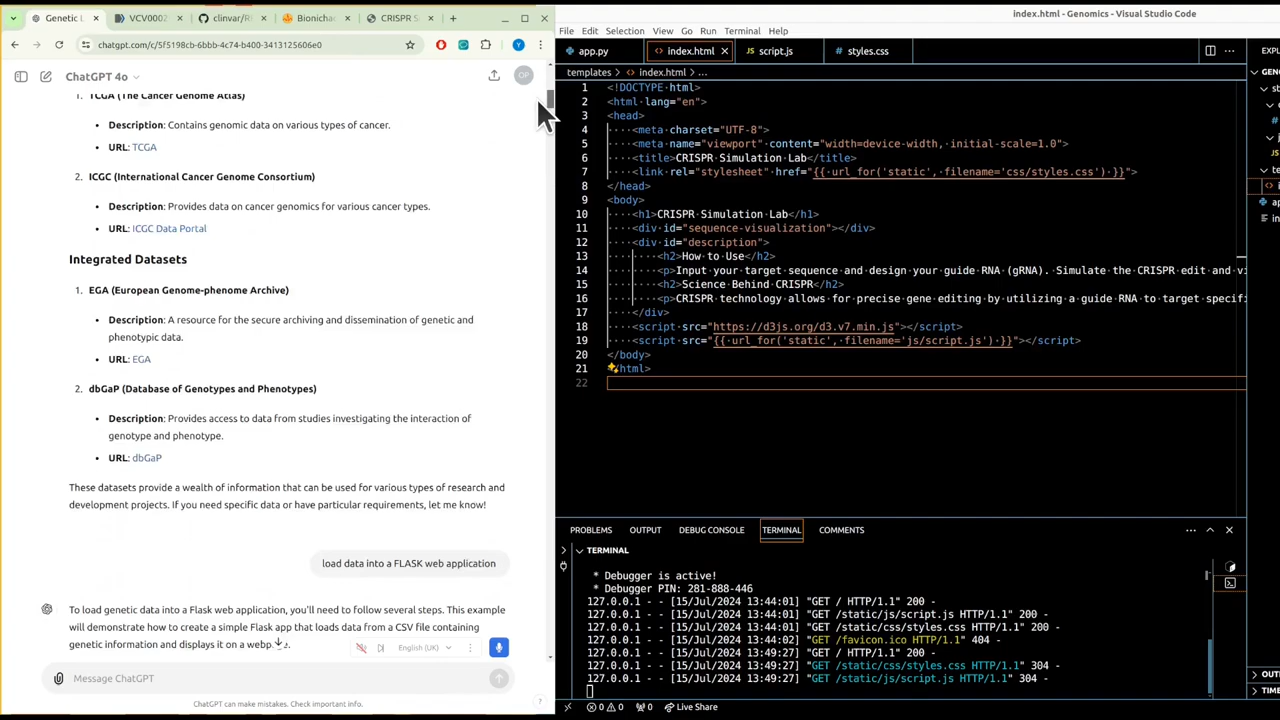 Genetic L
VCV0002
clinvar/R
Bionichao
CRISPR S
chatgpt.com/c/5f5198cb-6bbb-4c74-b400-3413125606e0
Y
ChatGPT 4o
OP
1. TCGA (The Cancer Genome Atlas)
• Description: Contains genomic data on various types of cancer.
• URL: TCGA
2. ICGC (International Cancer Genome Consortium)
• Description: Provides data on cancer genomics for various cancer types.
• URL: ICGC Data Portal
Integrated Datasets
1. EGA (European Genome-phenome Archive)
• Description: A resource for the secure archiving and dissemination of genetic and
phenotypic data.
• URL: EGA
2. dbGaP (Database of Genotypes and Phenotypes)
• Description: Provides access to data from studies investigating the interaction of
genotype and phenotype.
• URL: dbGaP
These datasets provide a wealth of information that can be used for various types of research and
development projects. If you need specific data or have particular requirements, let me know!
load data into a FLASK web application
To load genetic data into a Flask web application, you'll need to follow several steps. This example
will demonstrate how to create a simple Flask app that loads data from a CSV file containing
genetic information and displays it on a webp
English (UK)
Message ChatGPT
ChatGPT can make mistakes. Check important info.
?
index.html - Genomics - Visual Studio Code
File Edit Selection View Go Run Terminal Help
app.py
index.html
script.js
styles.css
templates > index.html > ...
1 <!DOCTYPE html>
2 <html lang="en">
3 <head>
4 <meta charset="UTF-8">
5 <meta name="viewport" content="width=device-width, initial-scale=1.0">
6 <title>CRISPR Simulation Lab</title>
7 <link rel="stylesheet" href="{{ url_for('static', filename='css/styles.css') }}">
8 </head>
9 <body>
10 <h1>CRISPR Simulation Lab</h1>
11 <div id="sequence-visualization"></div>
12 <div id="description">
13 <h2>How to Use</h2>
14 <p>Input your target sequence and design your guide RNA (gRNA). Simulate the CRISPR edit and vi
15 <h2>Science Behind CRISPR</h2>
16 <p>CRISPR technology allows for precise gene editing by utilizing a guide RNA to target specif
17 </div>
18 <script src="https://d3js.org/d3.v7.min.js"></script>
19 <script src="{{ url_for('static', filename='js/script.js') }}"></script>
20 </body>
21 </html>
22
PROBLEMS OUTPUT DEBUG CONSOLE TERMINAL COMMENTS
TERMINAL
* Debugger is active!
* Debugger PIN: 281-888-446
127.0.0.1 - - [15/Jul/2024 13:44:01] "GET / HTTP/1.1" 200 -
127.0.0.1 - - [15/Jul/2024 13:44:01] "GET /static/js/script.js HTTP/1.1" 200 -
127.0.0.1 - - [15/Jul/2024 13:44:01] "GET /static/css/styles.css HTTP/1.1" 200 -
127.0.0.1 - - [15/Jul/2024 13:44:02] "GET /favicon.ico HTTP/1.1" 404 -
127.0.0.1 - - [15/Jul/2024 13:49:27] "GET / HTTP/1.1" 200 -
127.0.0.1 - - [15/Jul/2024 13:49:27] "GET /static/css/styles.css HTTP/1.1" 304 -
127.0.0.1 - - [15/Jul/2024 13:49:27] "GET /static/js/script.js HTTP/1.1" 304 -
0 0 0 Live Share
EXPL
GENO
st
te
ap
in
OUT
TIME